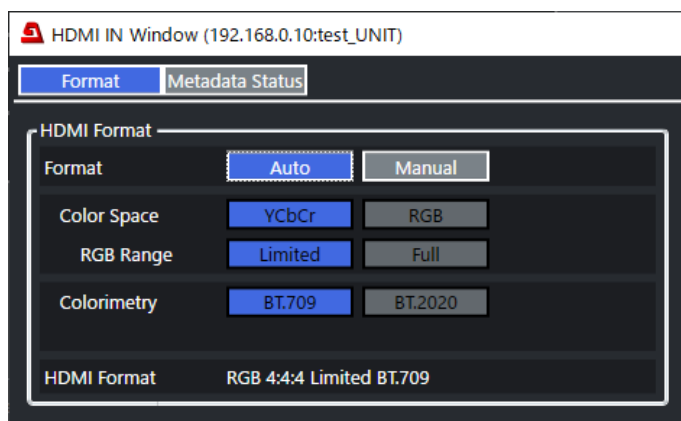 HDMI IN Window (192.168.0.10:test_UNIT)
Format Metadata Status
HDMI Format
Format Auto Manual
Color Space YCbCr RGB
RGB Range Limited Full
Colorimetry BT.709 BT.2020
HDMI Format RGB 4:4:4 Limited BT.709